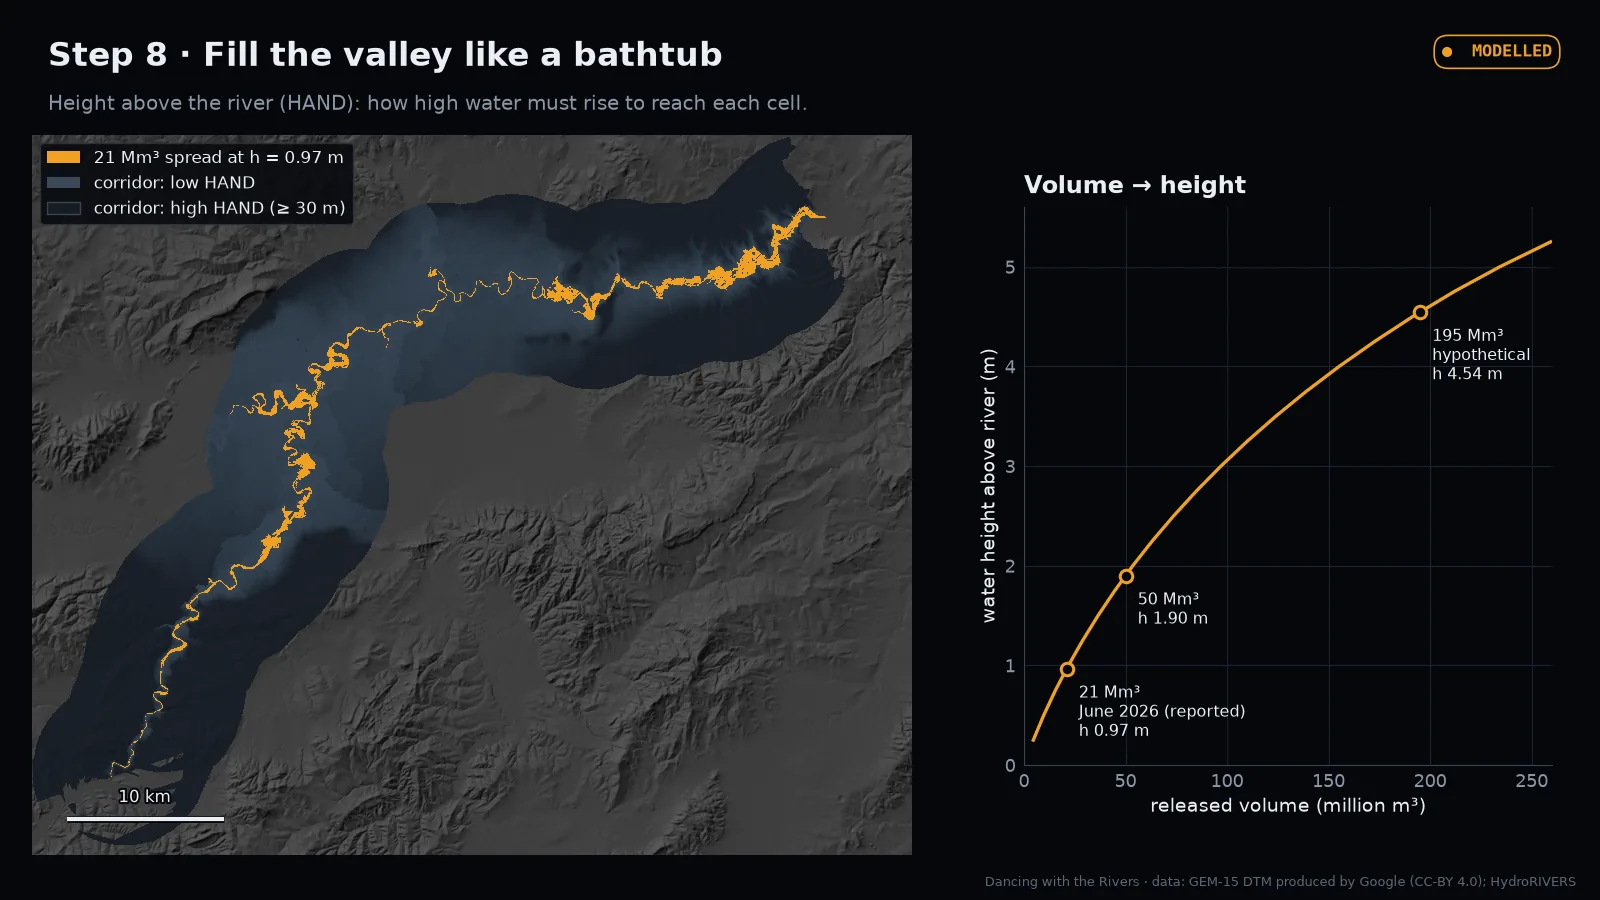 Step 8 · Fill the valley like a bathtub
MODELLED
Height above the river (HAND): how high water must rise to reach each cell.
21 Mm³ spread at h = 0.97 m
corridor: low HAND
corridor: high HAND (≥ 30 m)
10 km
Volume → height
water height above river (m)
5
4
3
2
1
0
195 Mm³
hypothetical
h 4.54 m
50 Mm³
h 1.90 m
21 Mm³
June 2026 (reported)
h 0.97 m
0 50 100 150 200 250
released volume (million m³)
Dancing with the Rivers · data: GEM-15 DTM produced by Google (CC-BY 4.0); HydroRIVERS